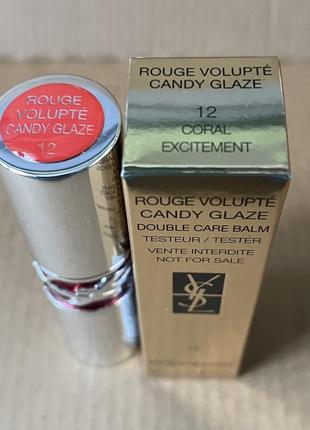 ROUGE
VOLUPTÉ
CANDY GLAZE
12
ROUGE VOLUPTÉ
CANDY GLAZE
12
CORAL
EXCITEMENT
ROUGE VOLUPTÉ
CANDY GLAZE
DOUBLE CARE BALM
TESTEUR / TESTER
VENTE INTERDITE
NOT FOR SALE
YSL